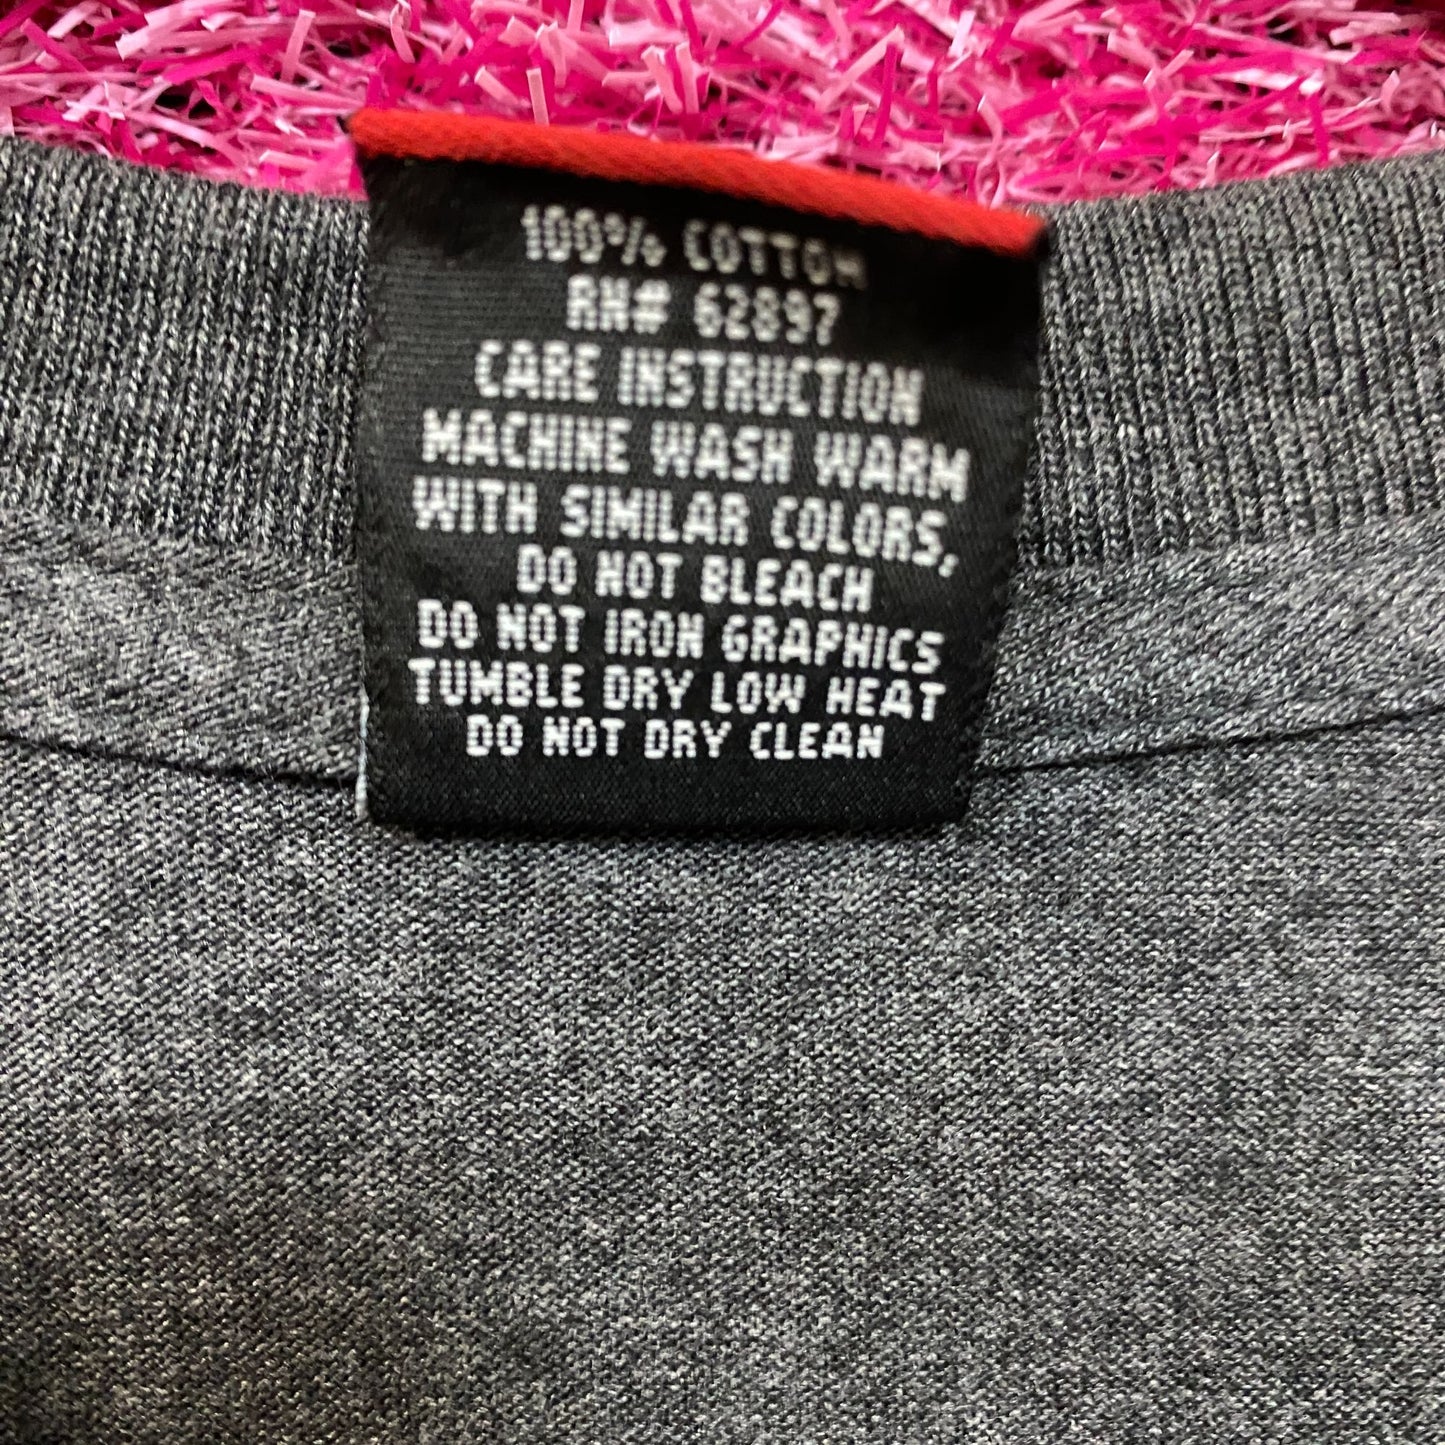 100% COTTON
RN# 62897
CARE INSTRUCTION
MACHINE WASH WARM
WITH SIMILAR COLORS,
DO NOT BLEACH
DO NOT IRON GRAPHICS
TUMBLE DRY LOW HEAT
DO NOT DRY CLEAN